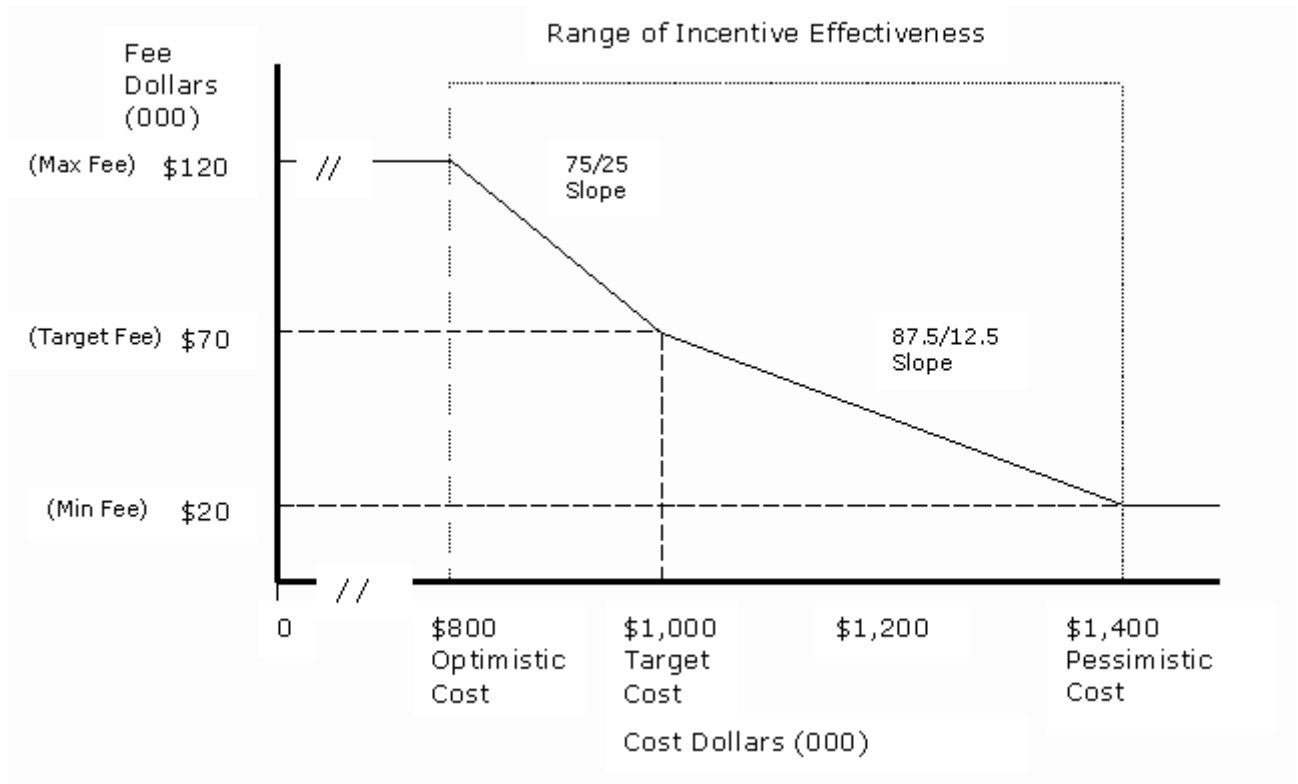 Range of Incentive Effectiveness
Fee
Dollars
(000)
(Max Fee) $120
//
75/25
Slope
(Target Fee) $70
87.5/12.5
Slope
(Min Fee) $20
//
0 $800 $1,000 $1,200 $1,400
Optimistic Target Pessimistic
Cost Cost Cost
Cost Dollars (000)